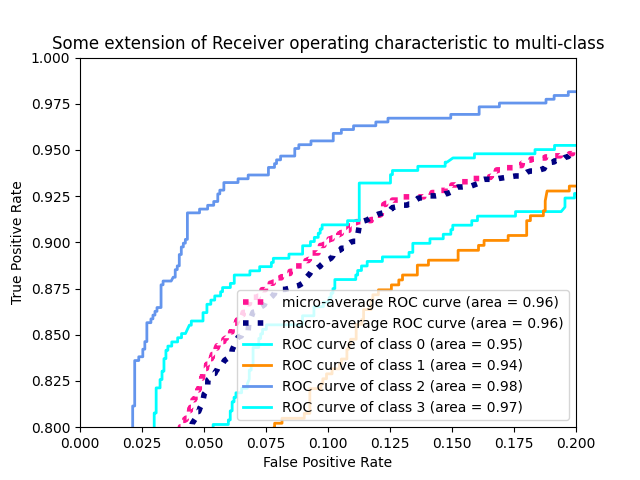 Some extension of Receiver operating characteristic to multi-class
True Positive Rate
1.000
0.975
0.950
0.925
0.900
0.875
0.850
0.825
0.800
micro-average ROC curve (area = 0.96)
macro-average ROC curve (area = 0.96)
ROC curve of class 0 (area = 0.95)
ROC curve of class 1 (area = 0.94)
ROC curve of class 2 (area = 0.98)
ROC curve of class 3 (area = 0.97)
0.000 0.025 0.050 0.075 0.100 0.125 0.150 0.175 0.200
False Positive Rate